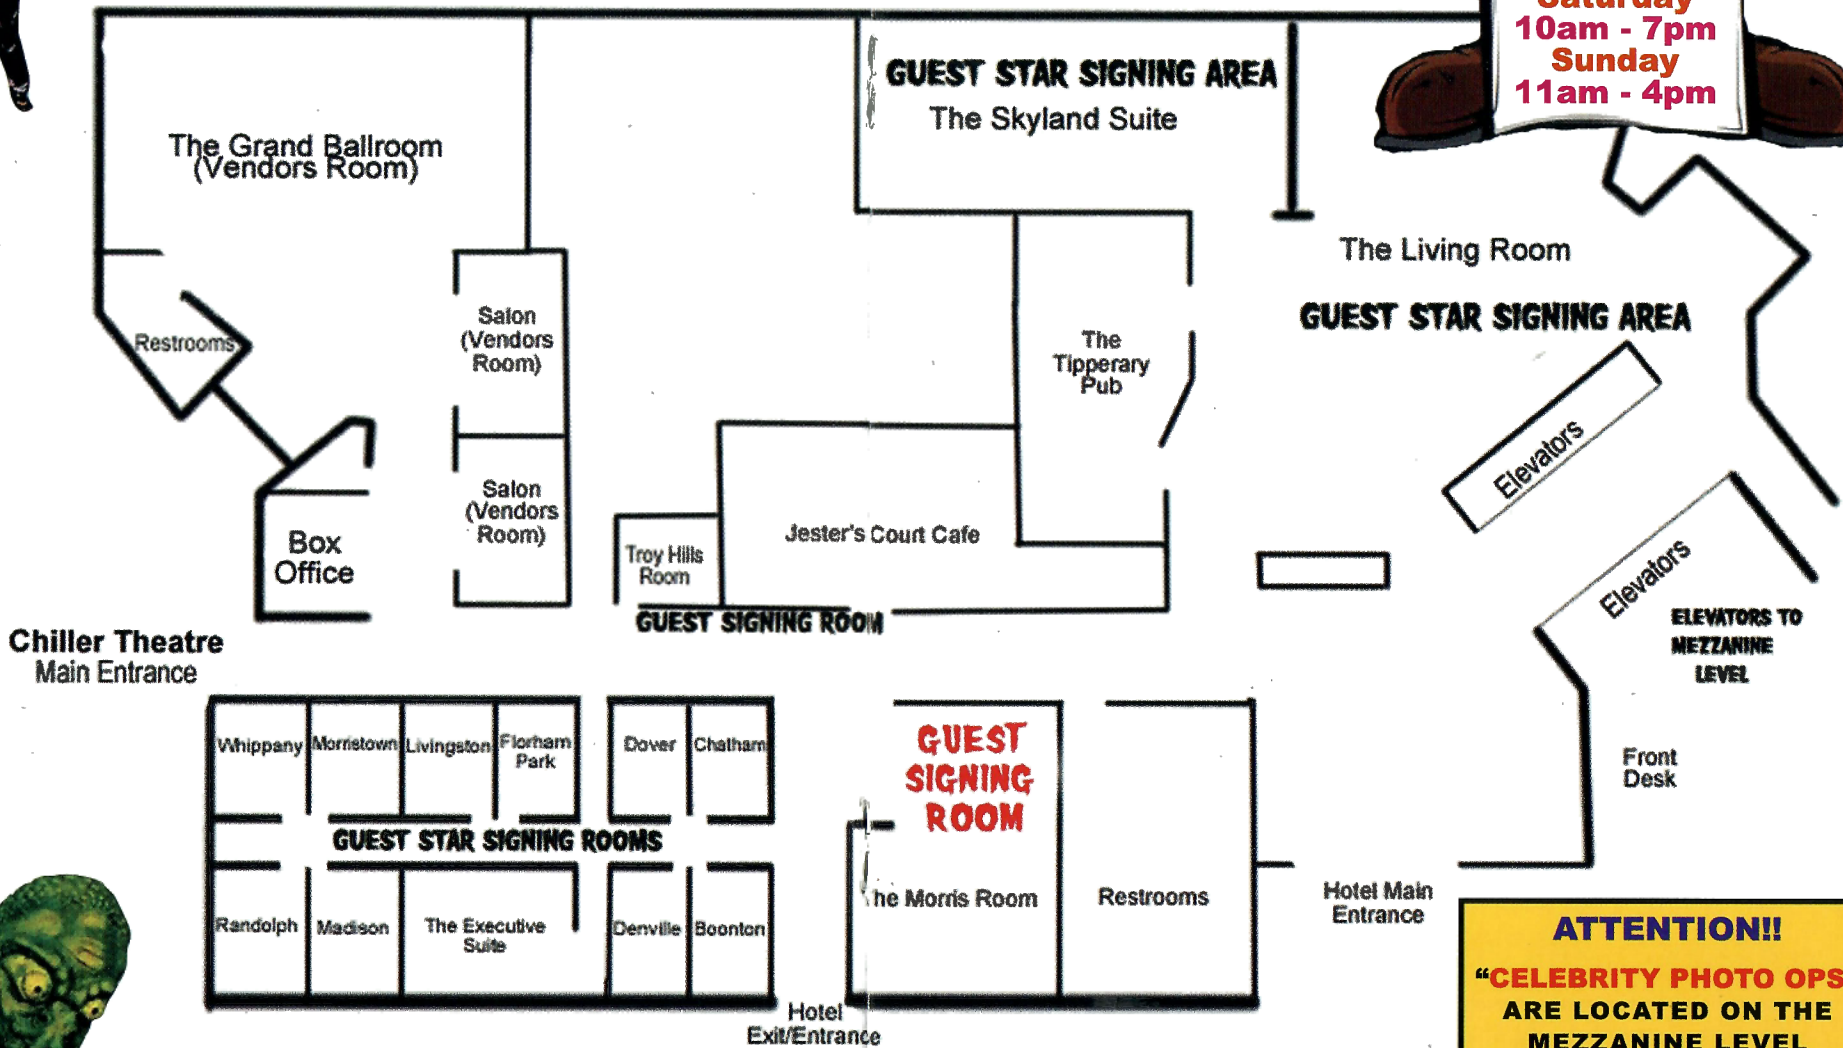 Saturday
10am - 7pm
Sunday
11am - 4pm
GUEST STAR SIGNING AREA
The Skyland Suite
The Grand Ballroom
(Vendors Room)
The Living Room
GUEST STAR SIGNING AREA
Restrooms
Salon
(Vendors
Room)
The
Tipperary
Pub
Elevators
Salon
(Vendors
Room)
Box
Office
Troy Hills
Room
Jester's Court Cafe
GUEST SIGNING ROOM
Elevators
ELEVATORS TO
MEZZANINE
LEVEL
Chiller Theatre
Main Entrance
Whippany
Morristown
Livingston
Florham
Park
Dover
Chatham
GUEST
SIGNING
ROOM
Front
Desk
GUEST STAR SIGNING ROOMS
Randolph
Madison
The Executive
Suite
Denville
Boonton
he Morris Room
Restrooms
Hotel Main
Entrance
Hotel
Exit/Entrance
ATTENTION!!
"CELEBRITY PHOTO OPS
ARE LOCATED ON THE
MEZZANINE LEVEL